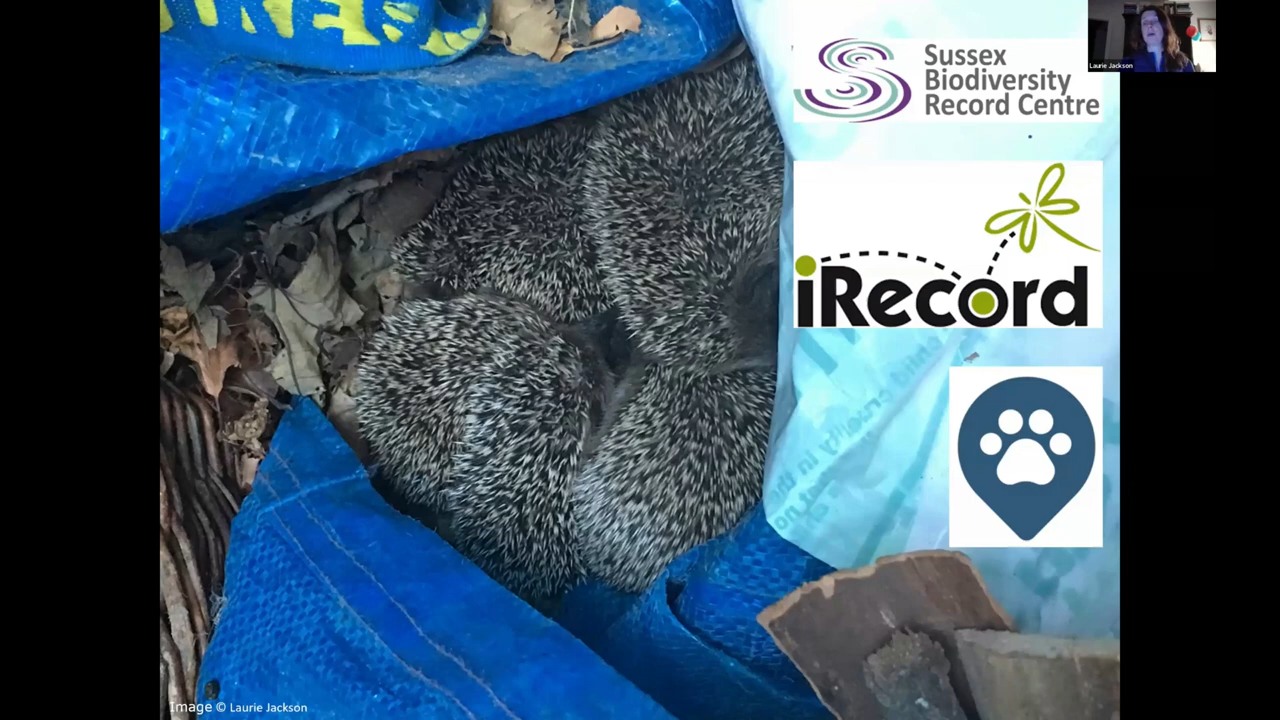 Laurie Jackson
Sussex
Biodiversity
Record Centre
iRecord
Image © Laurie Jackson